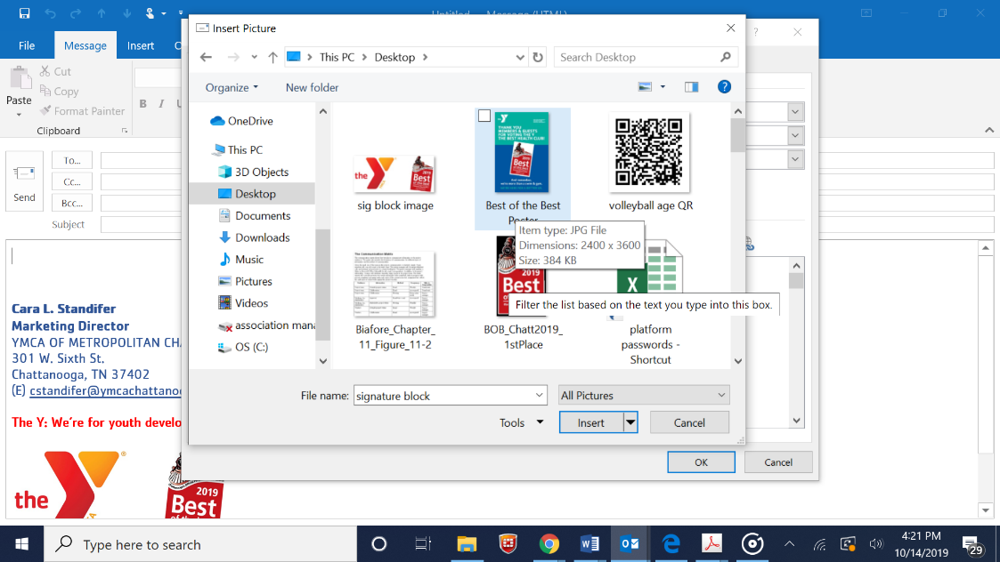 Untitled - Message (HTML)
Insert Picture
File
Message
Insert
This PC
Desktop
Search Desktop
Cut
Copy
Format Painter
Paste
B I U
Clipboard
Organize
New folder
OneDrive
This PC
3D Objects
Desktop
Documents
Downloads
Music
Pictures
Videos
association mana
OS (C:)
THANK YOU
MEMBERS & GUESTS
FOR VOTING THE Y
THE BEST HEALTH CLUB!
the
2019
Best
sig block image
Best of the Best
Poster
volleyball age QR
Item type: JPG File
Dimensions: 2400 x 3600
Size: 384 KB
2019
Best
X
Filter the list based on the text you type into this box.
Biafore_Chapter_
11_Figure_11-2
BOB_Chatt2019_
1stPlace
platform
passwords -
Shortcut
File name:
signature block
All Pictures
Tools
Insert
Cancel
OK
Cancel
Send
To...
Cc...
Bcc...
Subject
Cara L. Standifer
Marketing Director
YMCA OF METROPOLITAN CHA
301 W. Sixth St.
Chattanooga, TN 37402
(E) cstandifer@ymcachattanoo
The Y: We're for youth develo
the
2019
Best
Type here to search
4:21 PM
10/14/2019
29